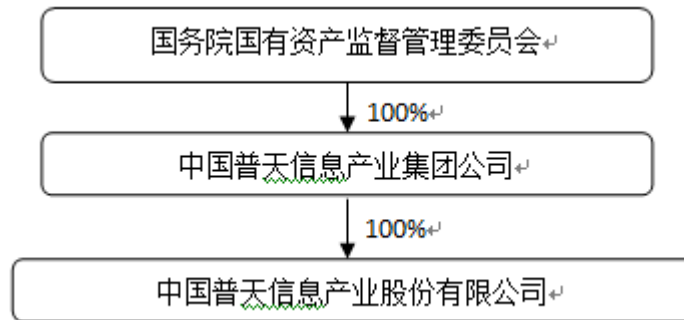 国务院国有资产监督管理委员会
100%
中国普天信息产业集团公司
100%
中国普天信息产业股份有限公司